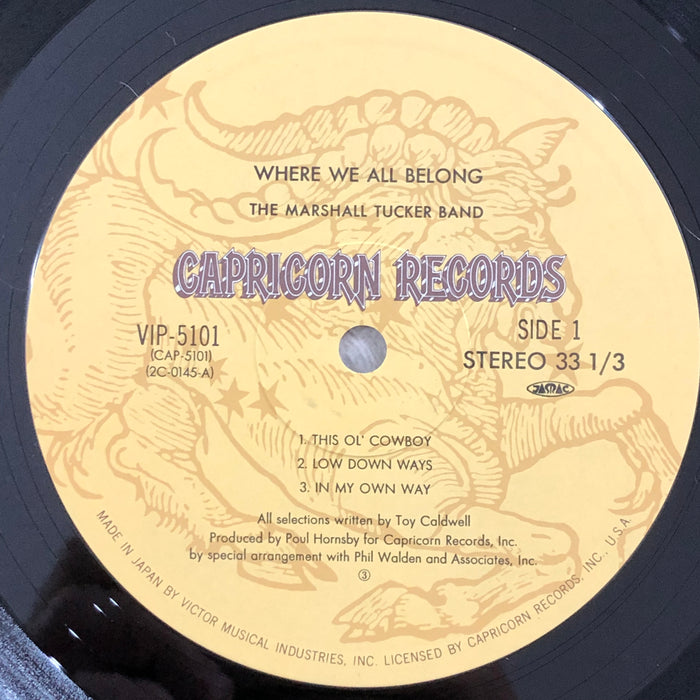 WHERE WE ALL BELONG
THE MARSHALL TUCKER BAND
CAPRICORN RECORDS
VIP-5101
(CAP-5101)
(2C-0145-A)
SIDE 1
STEREO 33 1/3
JASRAC
1. THIS OL' COWBOY
2. LOW DOWN WAYS
3. IN MY OWN WAY
All selections written by Toy Caldwell
Produced by Paul Hornsby for Capricorn Records, Inc.
by special arrangement with Phil Walden and Associates, Inc.
③
MADE IN JAPAN BY VICTOR MUSICAL INDUSTRIES, INC. LICENSED BY CAPRICORN RECORDS, INC., U.S.A.